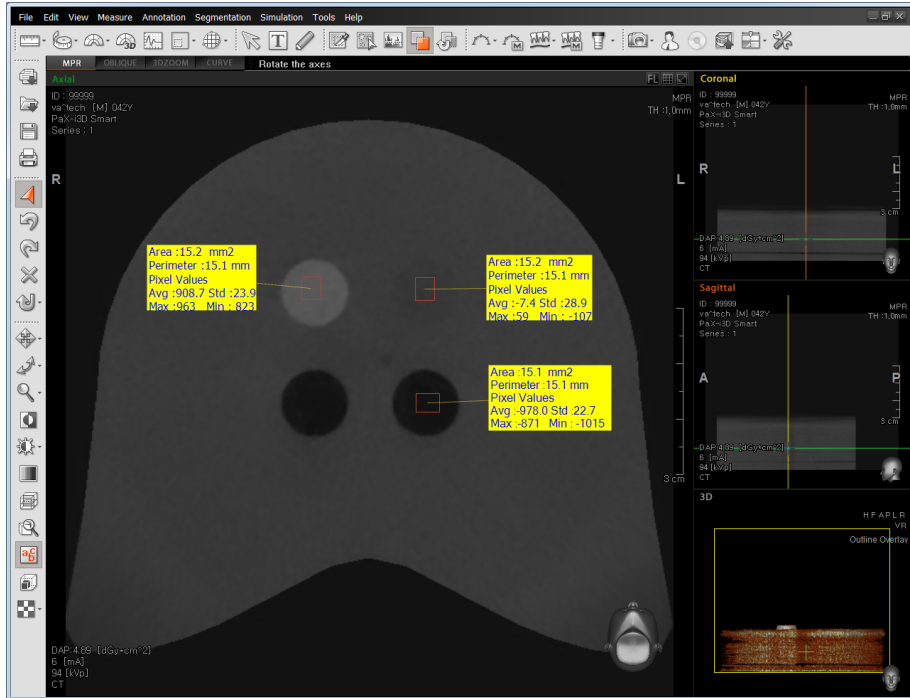 File Edit View Measure Annotation Segmentation Simulation Tools Help
MPR OBLIQUE 3DZOOM CURVE Rotate the axes
Axial FL
ID : 99999
va^tech [M] 042Y
PaX-i3D Smart
Series : 1
MPR
TH :1,0mm
R
L
Area :15.2 mm2
Perimeter :15.1 mm
Pixel Values
Avg :908.7 Std :23.9
Max :963 Min : 823
Area :15.2 mm2
Perimeter :15.1 mm
Pixel Values
Avg :-7.4 Std :28.9
Max :59 Min : -107
Area :15.1 mm2
Perimeter :15.1 mm
Pixel Values
Avg :-978.0 Std :22.7
Max :-871 Min : -1015
3 cm
DAP:4.89 [dGy*cm^2]
6 [mA]
94 [kVp]
CT
Coronal
ID : 99999
va^tech [M] 042Y
PaX-i3D Smart
Series : 1
MPR
TH :1,0mm
R
L
3 cm
DAP:4.89 [dGy*cm^2]
6 [mA]
94 [kVp]
CT
Sagittal
ID : 99999
va^tech [M] 042Y
PaX-i3D Smart
Series : 1
MPR
TH :1,0mm
A
P
3 cm
DAP:4.89 [dGy*cm^2]
6 [mA]
94 [kVp]
CT
3D
H F A P L R
VR
Outline Overlay